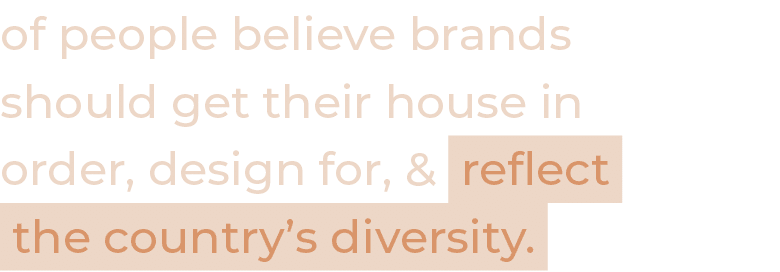 of people believe brands
should get their house in
order, design for, & reflect
the country’s diversity.